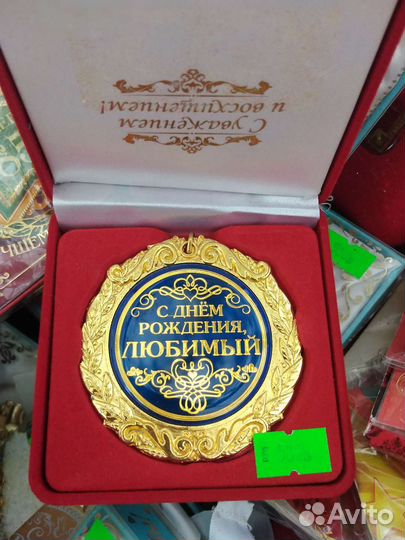 С уважением
и восхищением!
С ДНЁМ
РОЖДЕНИЯ,
ЛЮБИМЫЙ
Avito